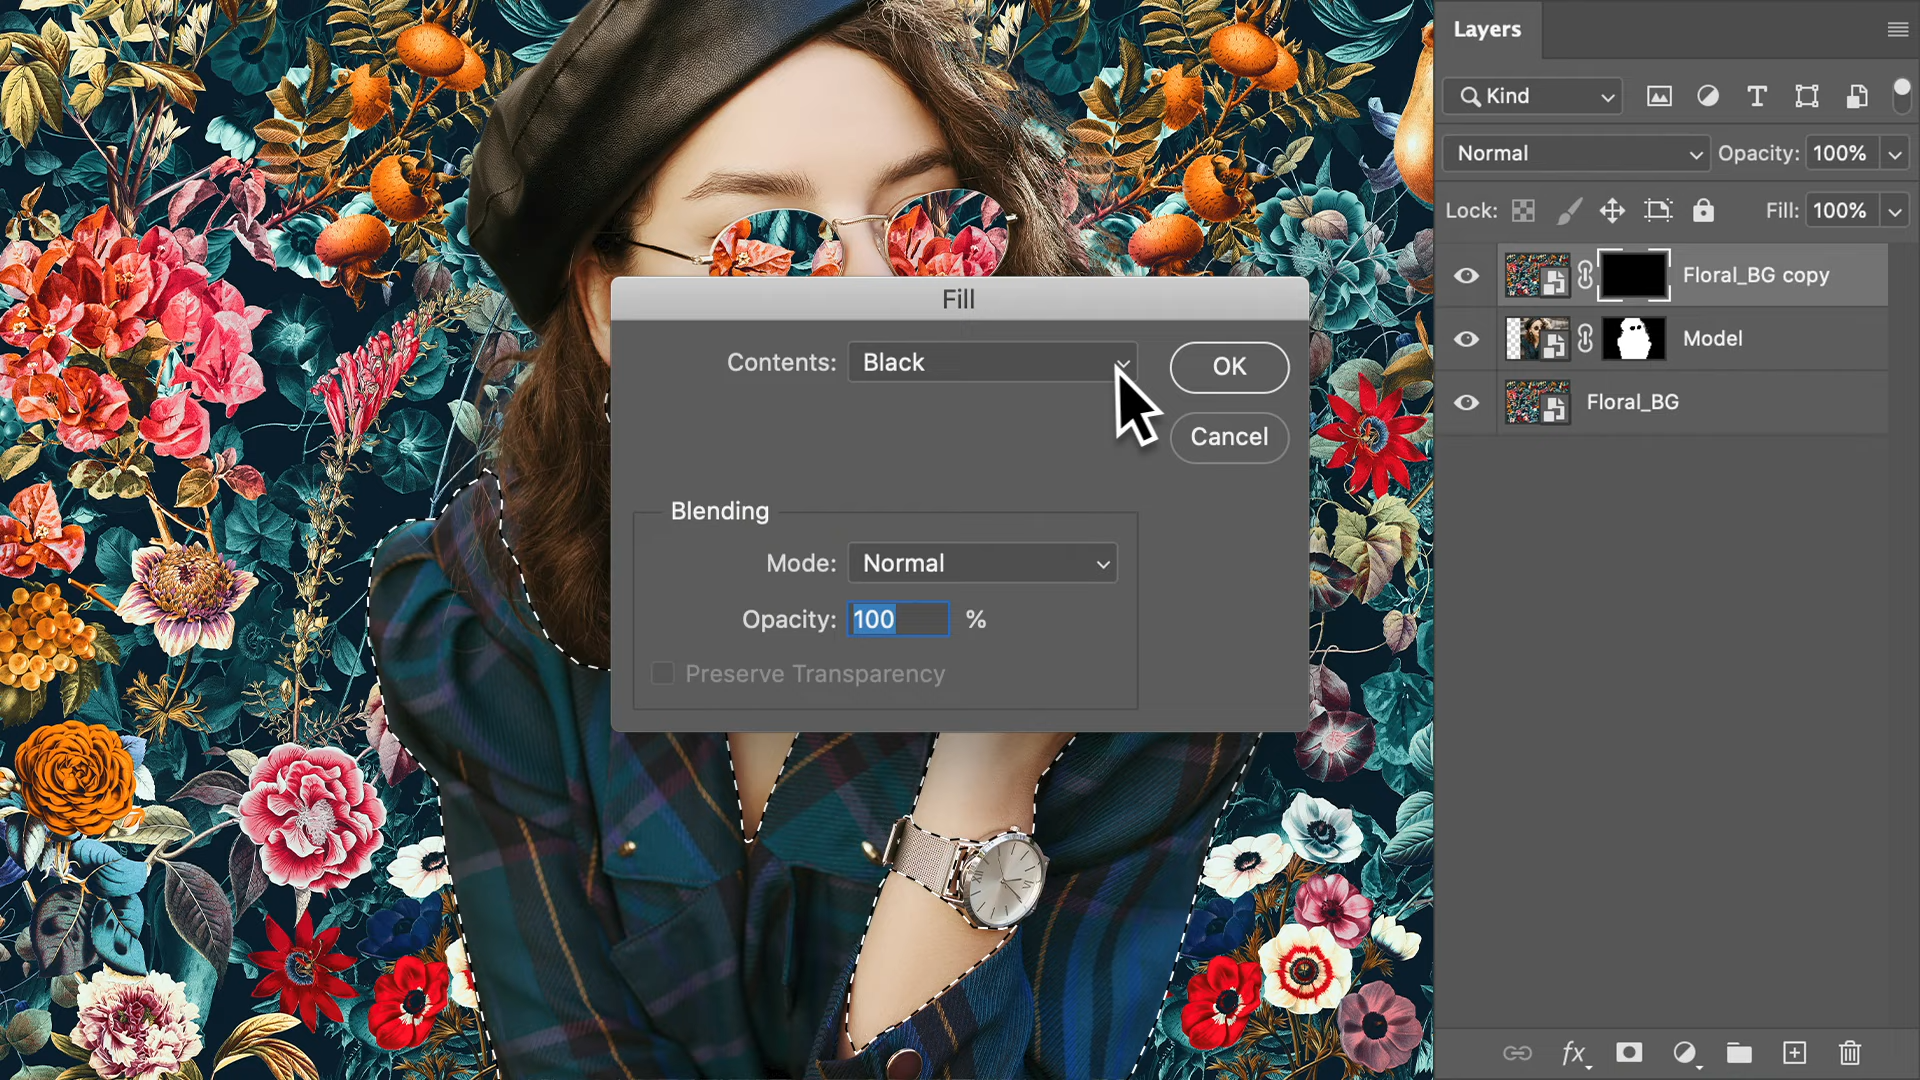 Layers
Kind
Normal
Opacity: 100%
Lock:
Fill: 100%
Floral_BG copy
Model
Floral_BG
Fill
Contents: Black
OK
Cancel
Blending
Mode: Normal
Opacity: 100 %
Preserve Transparency
fx